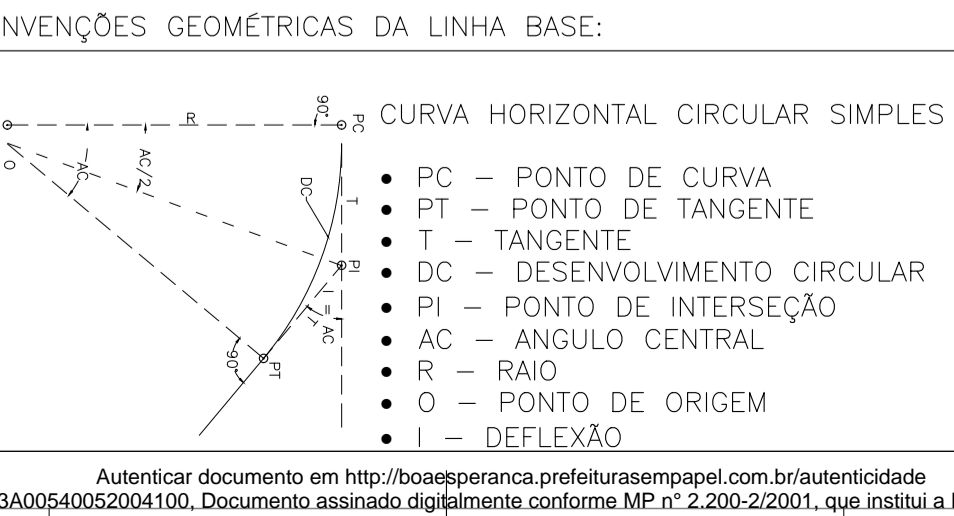 NVENÇÕES GEOMÉTRICAS DA LINHA BASE:
CURVA HORIZONTAL CIRCULAR SIMPLES
90°
R
PC
O
AC
AC/2
DC
T
PI
I = AC
T
90°
PT
• PC – PONTO DE CURVA
• PT – PONTO DE TANGENTE
• T – TANGENTE
• DC – DESENVOLVIMENTO CIRCULAR
• PI – PONTO DE INTERSEÇÃO
• AC – ANGULO CENTRAL
• R – RAIO
• O – PONTO DE ORIGEM
• I – DEFLEXÃO
Autenticar documento em http://boaesperanca.prefeiturasempapel.com.br/autenticidade
3A00540052004100, Documento assinado digitalmente conforme MP n° 2.200-2/2001, que institui a